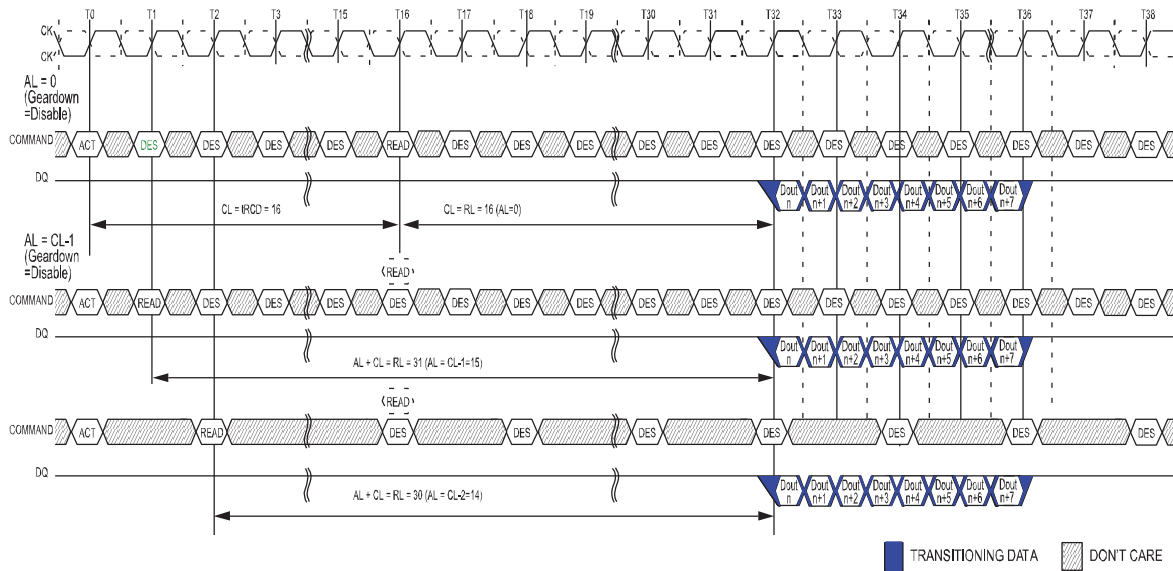 T0 T1 T2 T3 T15 T16 T17 T18 T19 T30 T31 T32 T33 T34 T35 T36 T37 T38
CK
CK
AL = 0
(Geardown
=Disable)
COMMAND ACT DES DES DES DES READ DES DES DES DES DES DES DES DES DES DES DES DES
DQ
Dout n Dout n+1 Dout n+2 Dout n+3 Dout n+4 Dout n+5 Dout n+6 Dout n+7
CL = tRCD = 16 CL = RL = 16 (AL=0)
AL = CL-1
(Geardown
=Disable)
READ
COMMAND ACT READ DES DES DES DES DES DES DES DES DES DES DES DES DES DES DES DES
DQ
Dout n Dout n+1 Dout n+2 Dout n+3 Dout n+4 Dout n+5 Dout n+6 Dout n+7
AL + CL = RL = 31 (AL = CL-1=15)
READ
COMMAND ACT READ DES DES DES DES DES DES DES
DQ
Dout n Dout n+1 Dout n+2 Dout n+3 Dout n+4 Dout n+5 Dout n+6 Dout n+7
AL + CL = RL = 30 (AL = CL-2=14)
TRANSITIONING DATA DON'T CARE